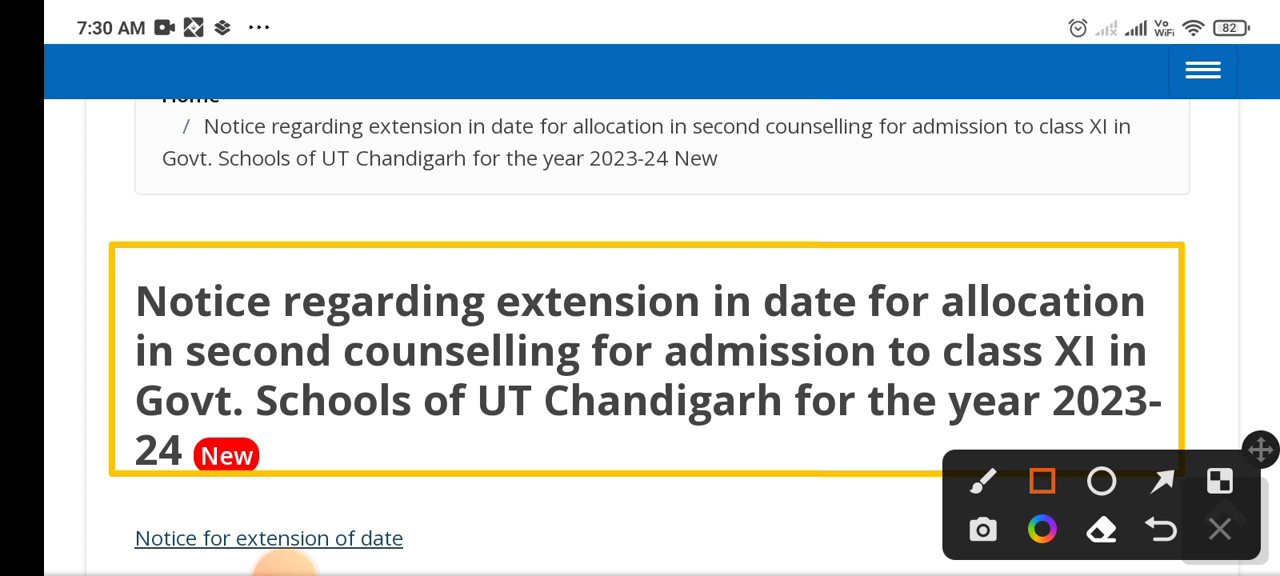 7:30 AM
Vo
WiFi
82
/ Notice regarding extension in date for allocation in second counselling for admission to class XI in
Govt. Schools of UT Chandigarh for the year 2023-24 New
Notice regarding extension in date for allocation
in second counselling for admission to class XI in
Govt. Schools of UT Chandigarh for the year 2023-
24 New
Notice for extension of date